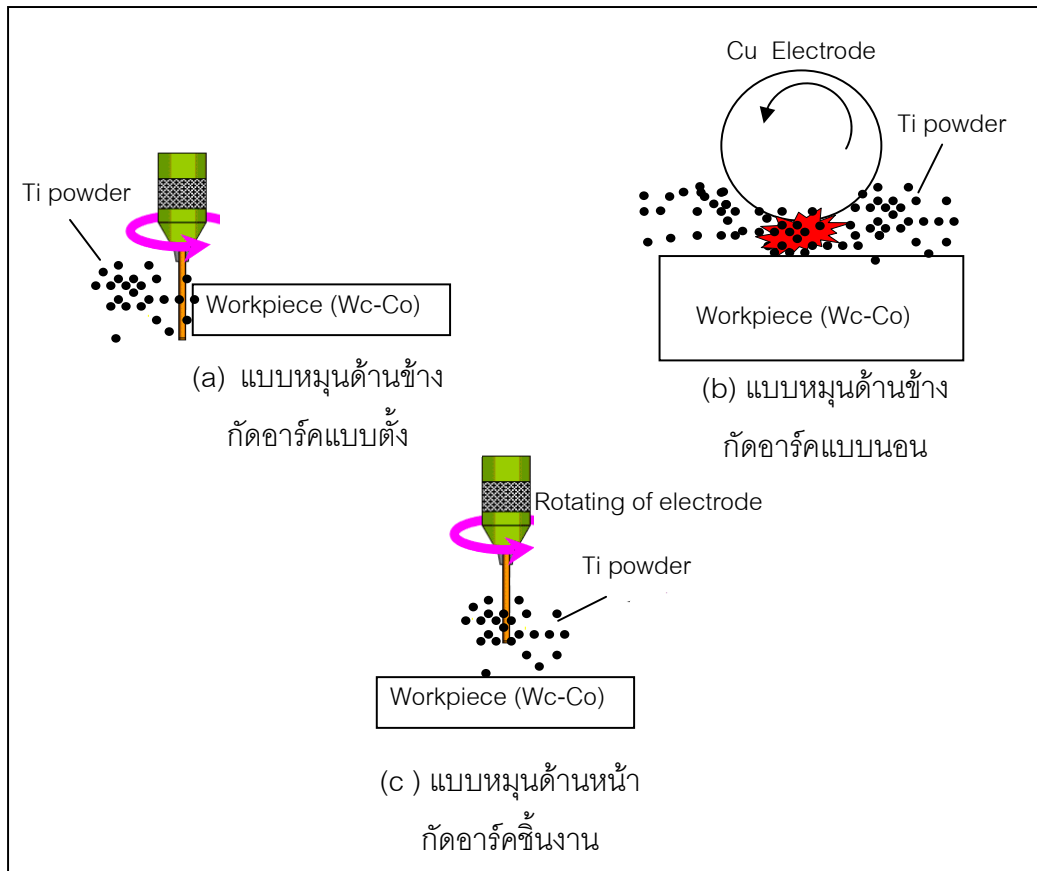 Cu Electrode
Ti powder
Ti powder
Workpiece (Wc-Co)
Workpiece (Wc-Co)
(a) แบบหมุนด้านข้าง
กัดอาร์คแบบตั้ง
(b) แบบหมุนด้านข้าง
กัดอาร์คแบบนอน
Rotating of electrode
Ti powder
Workpiece (Wc-Co)
(c ) แบบหมุนด้านหน้า
กัดอาร์คชิ้นงาน